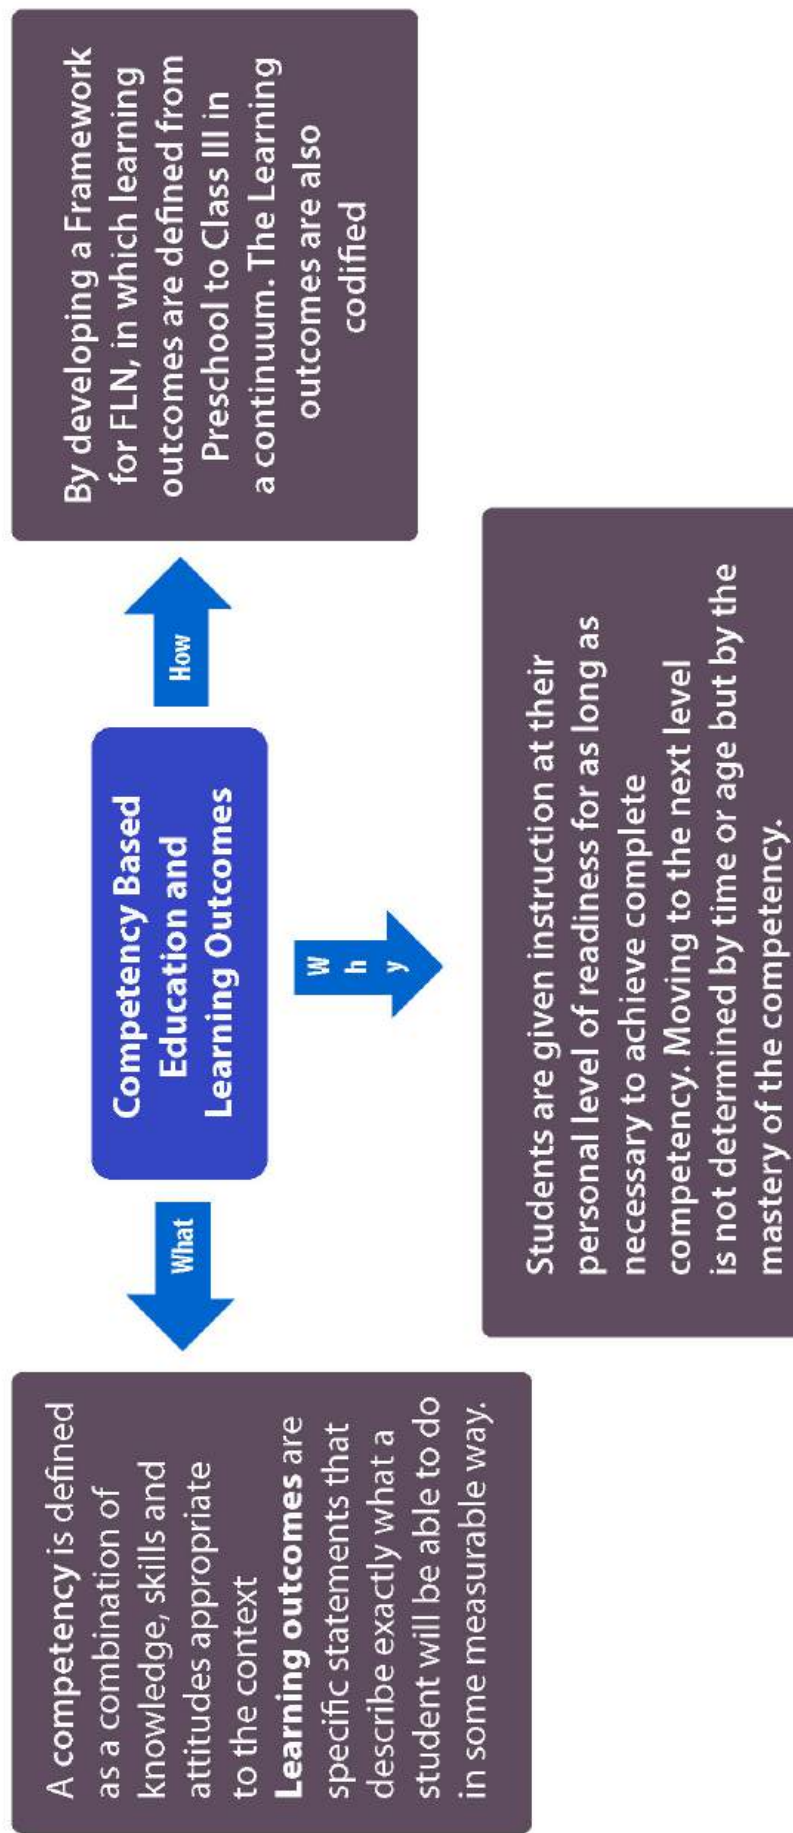 Competency Based
Education and
Learning Outcomes
What
A competency is defined
as a combination of
knowledge, skills and
attitudes appropriate
to the context
Learning outcomes are
specific statements that
describe exactly what a
student will be able to do
in some measurable way.
W
h
y
Students are given instruction at their
personal level of readiness for as long as
necessary to achieve complete
competency. Moving to the next level
is not determined by time or age but by the
mastery of the competency.
How
By developing a Framework
for FLN, in which learning
outcomes are defined from
Preschool to Class III in
a continuum. The Learning
outcomes are also
codified